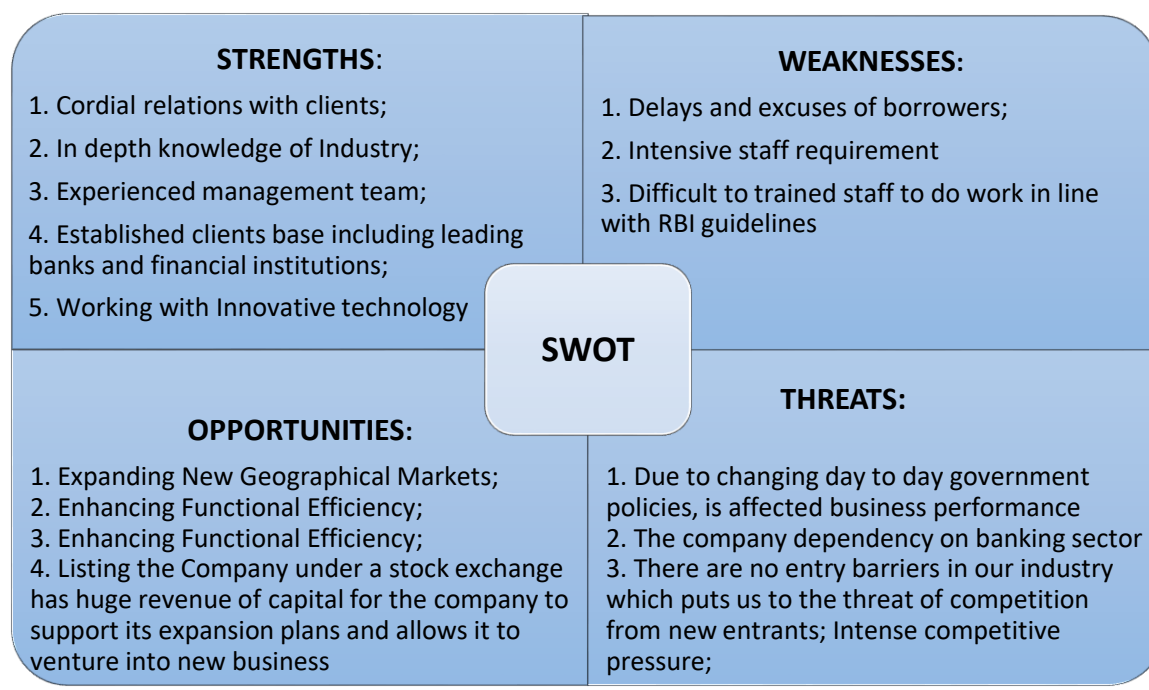 STRENGTHS:
1. Cordial relations with clients;
2. In depth knowledge of Industry;
3. Experienced management team;
4. Established clients base including leading
banks and financial institutions;
5. Working with Innovative technology
WEAKNESSES:
1. Delays and excuses of borrowers;
2. Intensive staff requirement
3. Difficult to trained staff to do work in line
with RBI guidelines
SWOT
OPPORTUNITIES:
1. Expanding New Geographical Markets;
2. Enhancing Functional Efficiency;
3. Enhancing Functional Efficiency;
4. Listing the Company under a stock exchange
has huge revenue of capital for the company to
support its expansion plans and allows it to
venture into new business
THREATS:
1. Due to changing day to day government
policies, is affected business performance
2. The company dependency on banking sector
3. There are no entry barriers in our industry
which puts us to the threat of competition
from new entrants; Intense competitive
pressure;